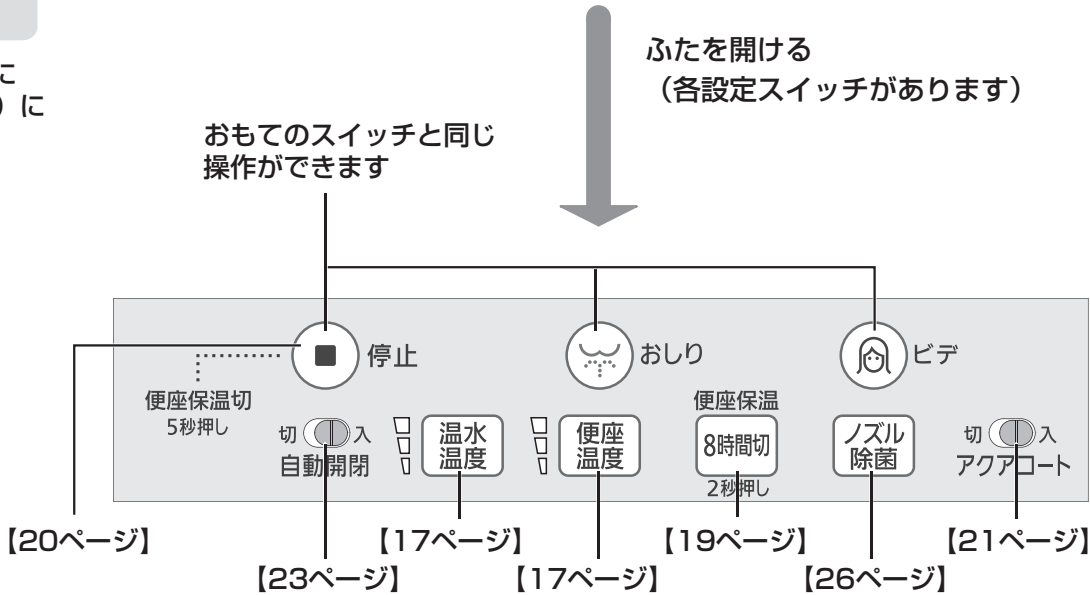 に
）に
ふたを開ける
（各設定スイッチがあります）
おもてのスイッチと同じ
操作ができます
停止
おしり
ビデ
便座保温切
5秒押し
切
入
自動開閉
温水
温度
便座
温度
便座保温
8時間切
2秒押し
ノズル
除菌
切
入
アクアコート
【20ページ】
【17ページ】
【19ページ】
【21ページ】
【23ページ】
【17ページ】
【26ページ】